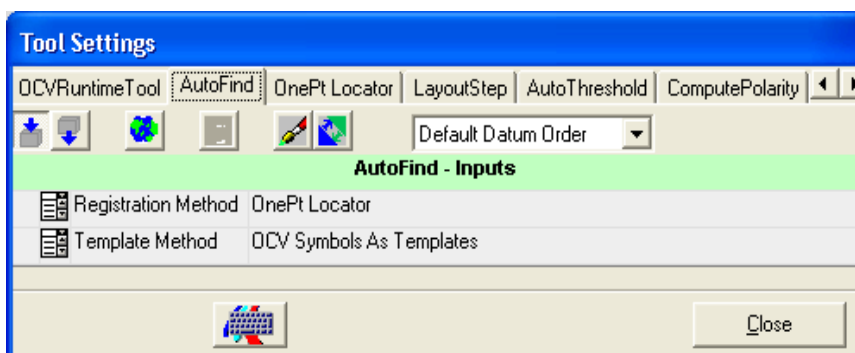 Tool Settings
OCVRuntimeTool AutoFind OnePt Locator LayoutStep AutoThreshold ComputePolarity
Default Datum Order
AutoFind - Inputs
Registration Method OnePt Locator
Template Method OCV Symbols As Templates
Close